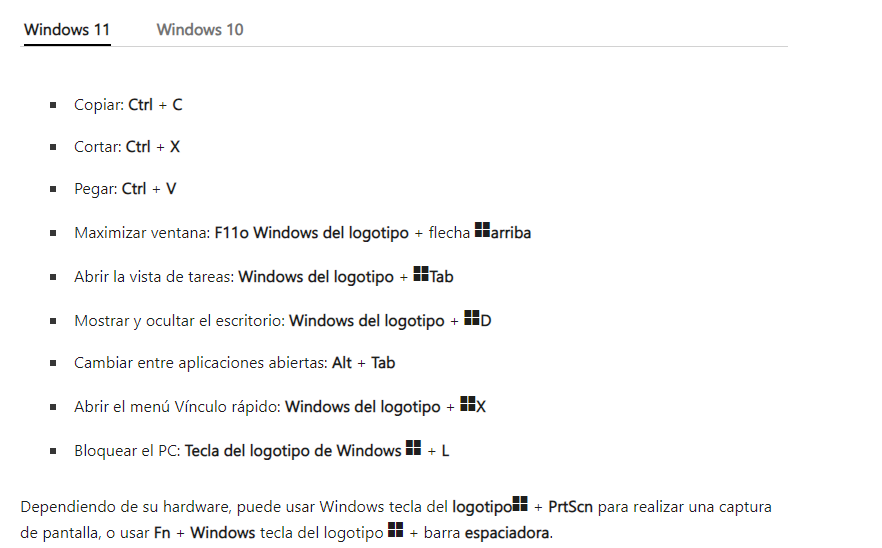 Windows 11 Windows 10
Copiar: Ctrl + C
Cortar: Ctrl + X
Pegar: Ctrl + V
Maximizar ventana: F11o Windows del logotipo + flecha arriba
Abrir la vista de tareas: Windows del logotipo + Tab
Mostrar y ocultar el escritorio: Windows del logotipo + D
Cambiar entre aplicaciones abiertas: Alt + Tab
Abrir el menú Vínculo rápido: Windows del logotipo + X
Bloquear el PC: Tecla del logotipo de Windows + L
Dependiendo de su hardware, puede usar Windows tecla del logotipo + PrtScn para realizar una captura
de pantalla, o usar Fn + Windows tecla del logotipo + barra espaciadora.